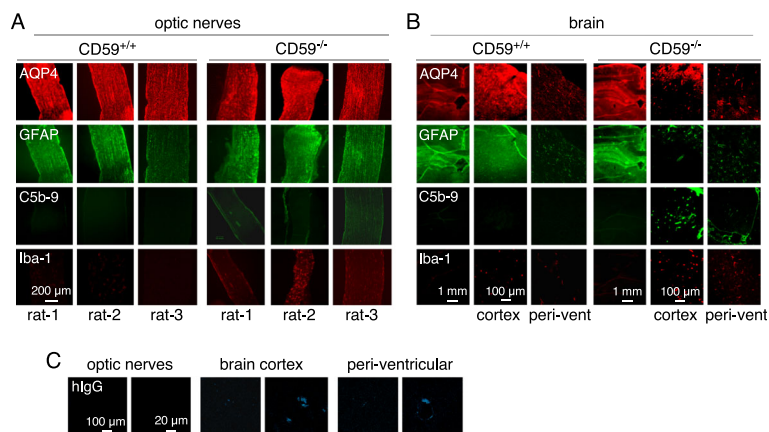 A
optic nerves
CD59+/+ CD59-/-
AQP4
GFAP
C5b-9
Iba-1
200 µm
rat-1 rat-2 rat-3 rat-1 rat-2 rat-3
B
brain
CD59+/+ CD59-/-
AQP4
GFAP
C5b-9
Iba-1
1 mm 100 µm 1 mm 100 µm
cortex peri-vent cortex peri-vent
C
optic nerves brain cortex peri-ventricular
hIgG
100 µm 20 µm